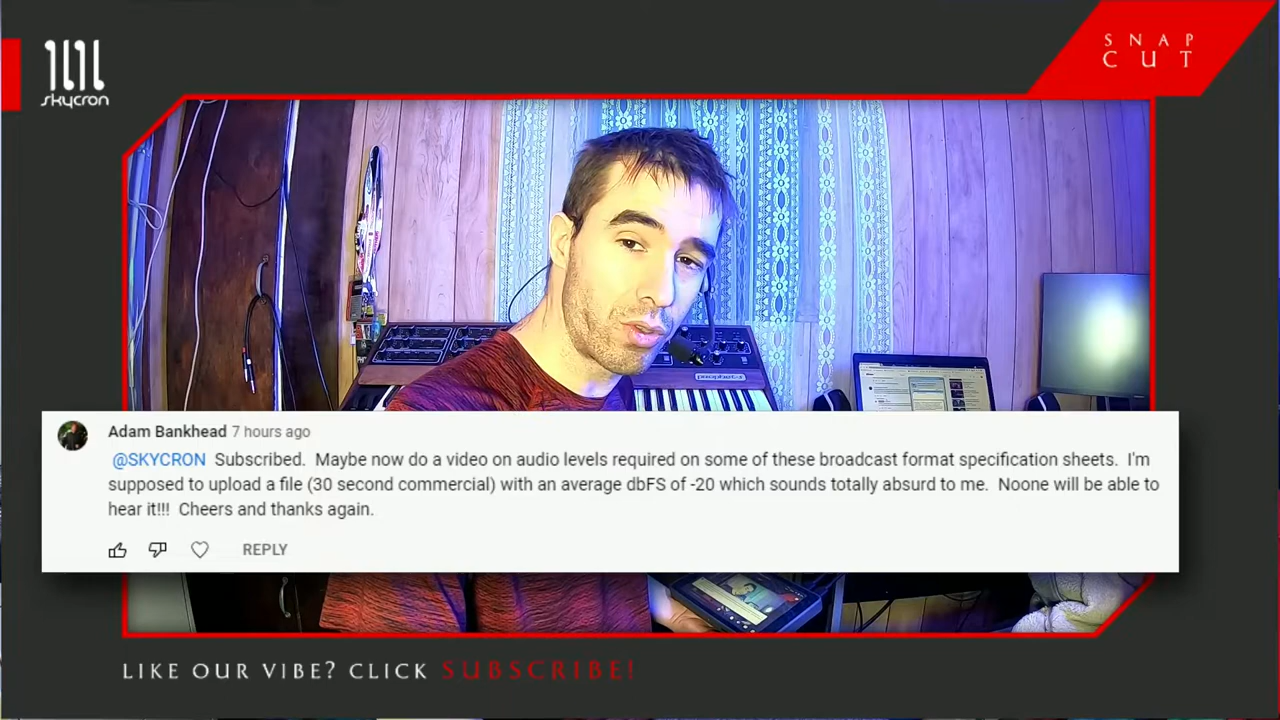 skycron
SNAP
CUT
prophet-5
Adam Bankhead 7 hours ago
@SKYCRON Subscribed. Maybe now do a video on audio levels required on some of these broadcast format specification sheets. I'm
supposed to upload a file (30 second commercial) with an average dbFS of -20 which sounds totally absurd to me. Noone will be able to
hear it!!! Cheers and thanks again.
REPLY
LIKE OUR VIBE? CLICK SUBSCRIBE!